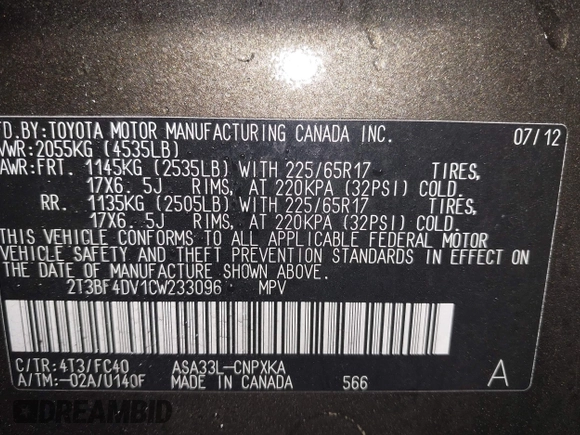 FD.BY:TOYOTA MOTOR MANUFACTURING CANADA INC. 07/12
VWR:2055KG (4535LB)
AWR:FRT. 1145KG (2535LB) WITH 225/65R17 TIRES,
17X6.5J RIMS, AT 220KPA (32PSI) COLD.
RR. 1135KG (2505LB) WITH 225/65R17 TIRES,
17X6.5J RIMS, AT 220KPA (32PSI) COLD.
THIS VEHICLE CONFORMS TO ALL APPLICABLE FEDERAL MOTOR
VEHICLE SAFETY AND THEFT PREVENTION STANDARDS IN EFFECT ON
THE DATE OF MANUFACTURE SHOWN ABOVE.
2T3BF4DV1CW233096 MPV
C/TR:4T3/FC40 ASA33L-CNPXKA
A/TM:-02A/U140F MADE IN CANADA 566 A
DREAMBID